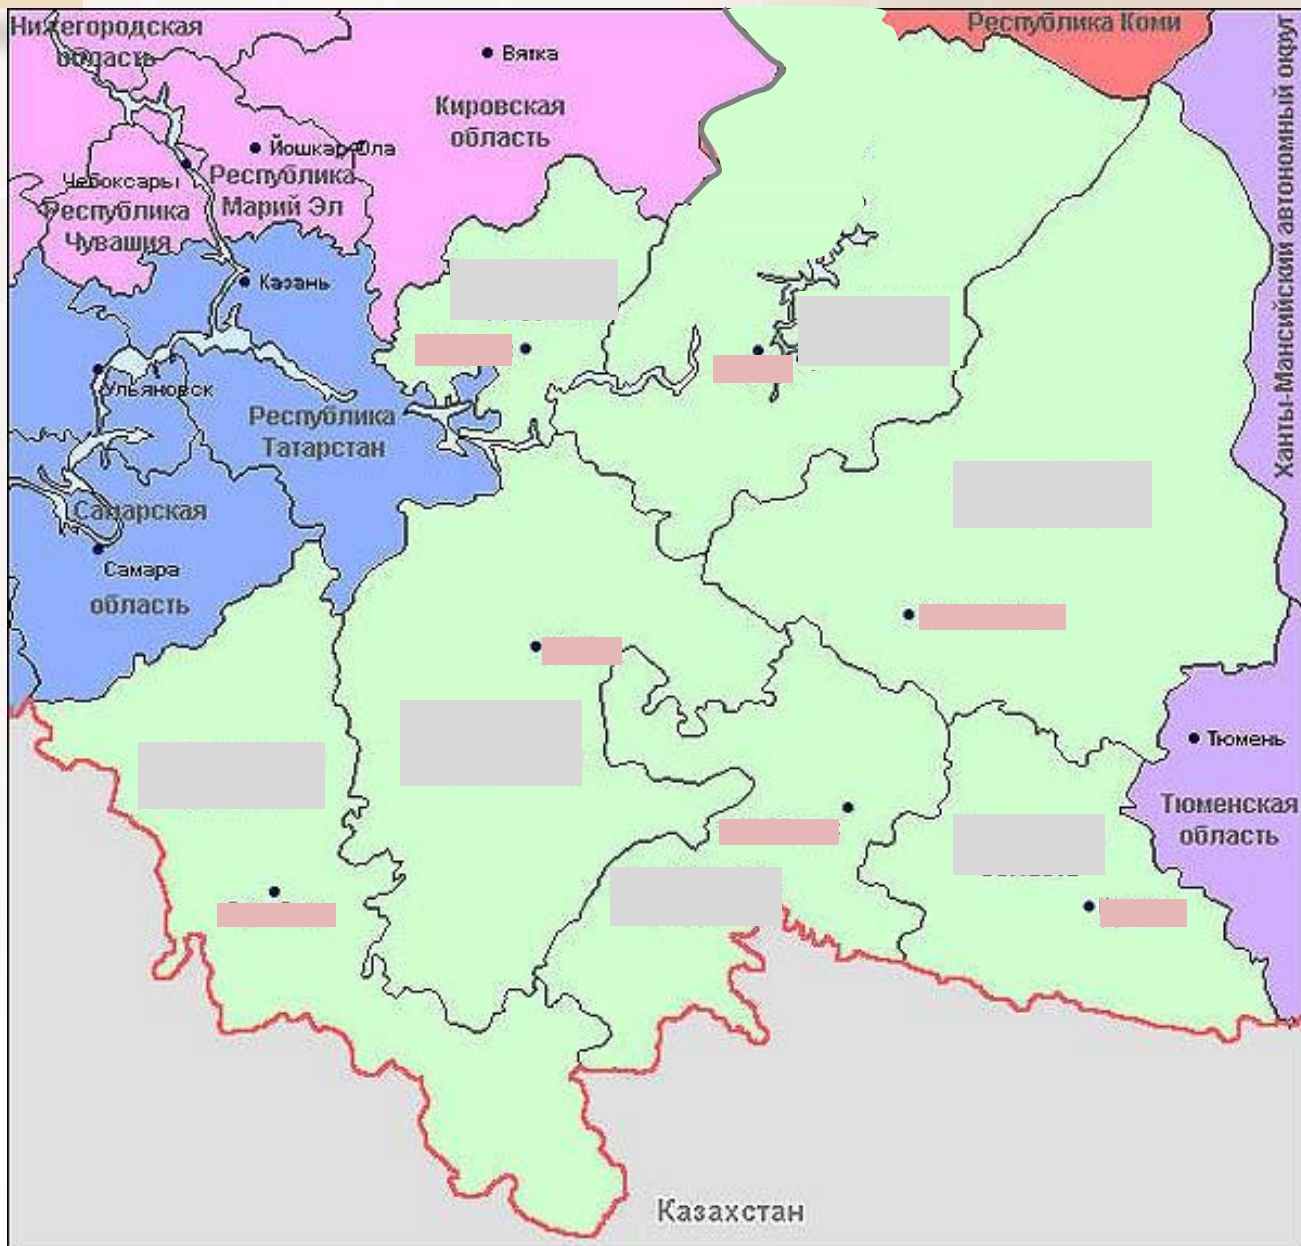 Нижегородская
область
Республика Коми
Ханты-Мансийский автономный округ
Вятка
Кировская
область
Йошкар-Ола
Чебоксары
Республика
Марий Эл
Республика
Чувашия
Казань
Ульяновск
Республика
Татарстан
Самарская
Самара
область
Тюмень
Тюменская
область
Казахстан